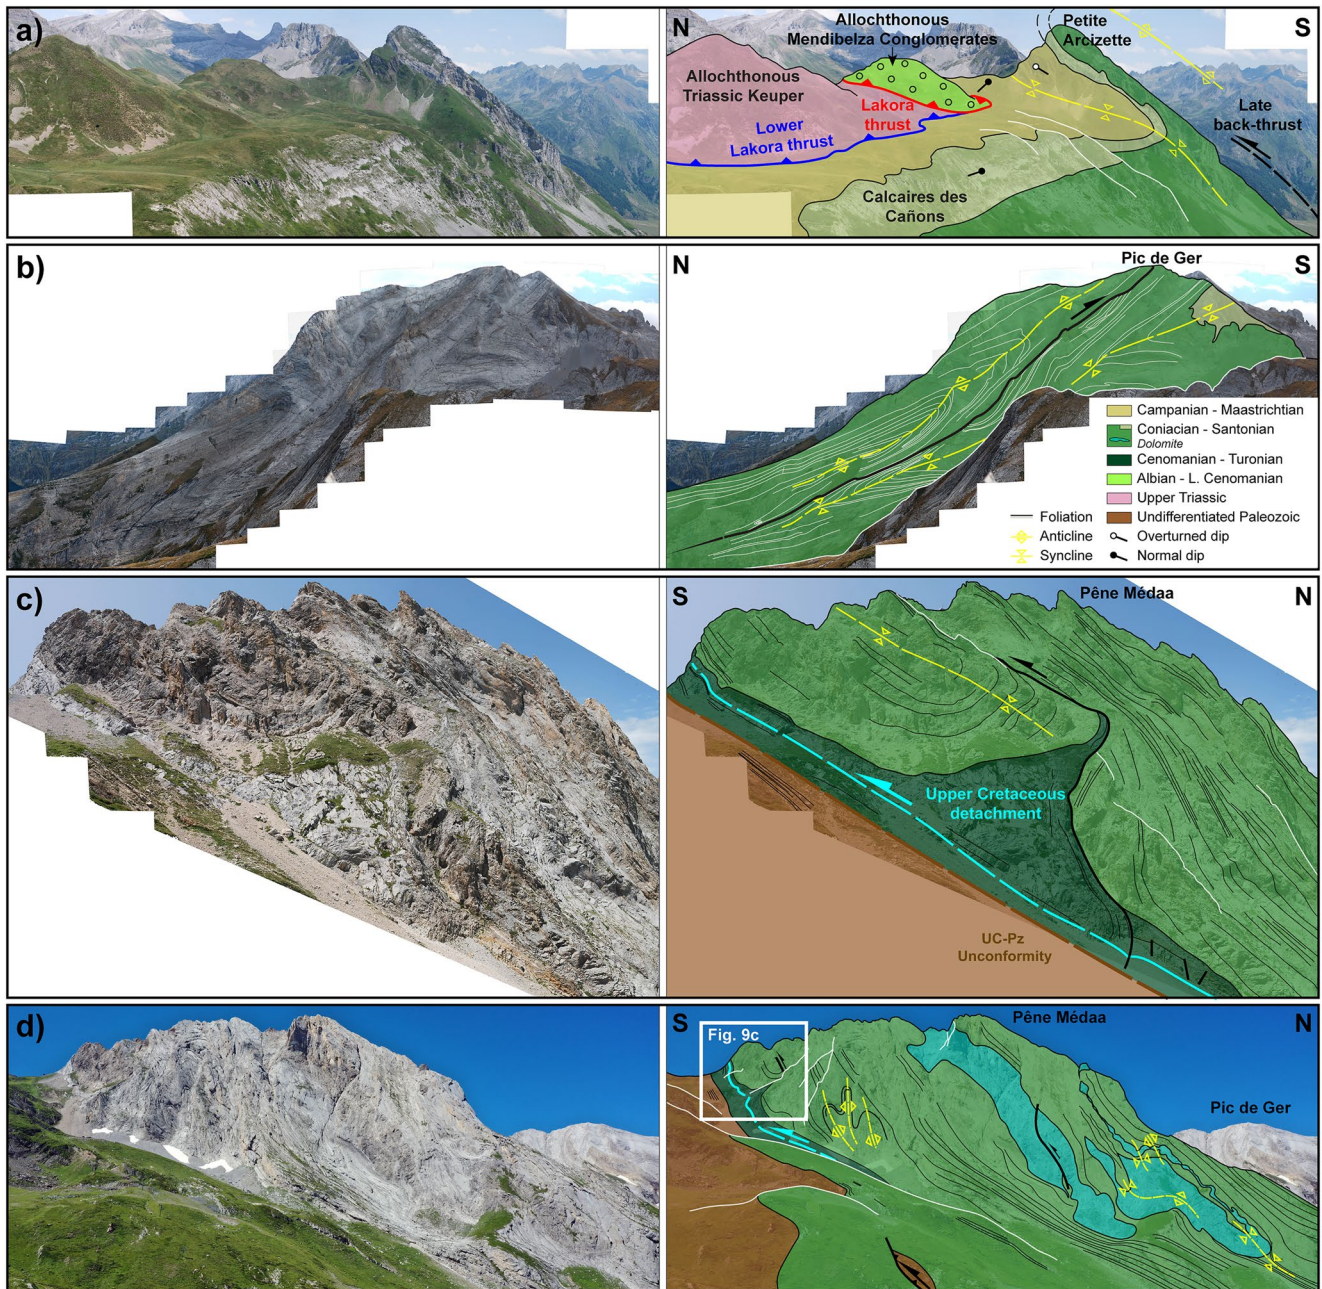 a)
N
Allochthonous
Mendibelza Conglomerates
Petite
Arcizette
S
Allochthonous
Triassic Keuper
Lakora
thrust
Lower
Lakora thrust
Late
back-thrust
Calcaires des
Cañons
b)
N
Pic de Ger
S
Campanian - Maastrichtian
Coniacian - Santonian
Dolomite
Cenomanian - Turonian
Albian - L. Cenomanian
Upper Triassic
Undifferentiated Paleozoic
Foliation
Anticline
Syncline
Overturned dip
Normal dip
c)
S
Pêne Médaa
N
Upper Cretaceous
detachment
UC-Pz
Unconformity
d)
S
Fig. 9c
Pêne Médaa
N
Pic de Ger